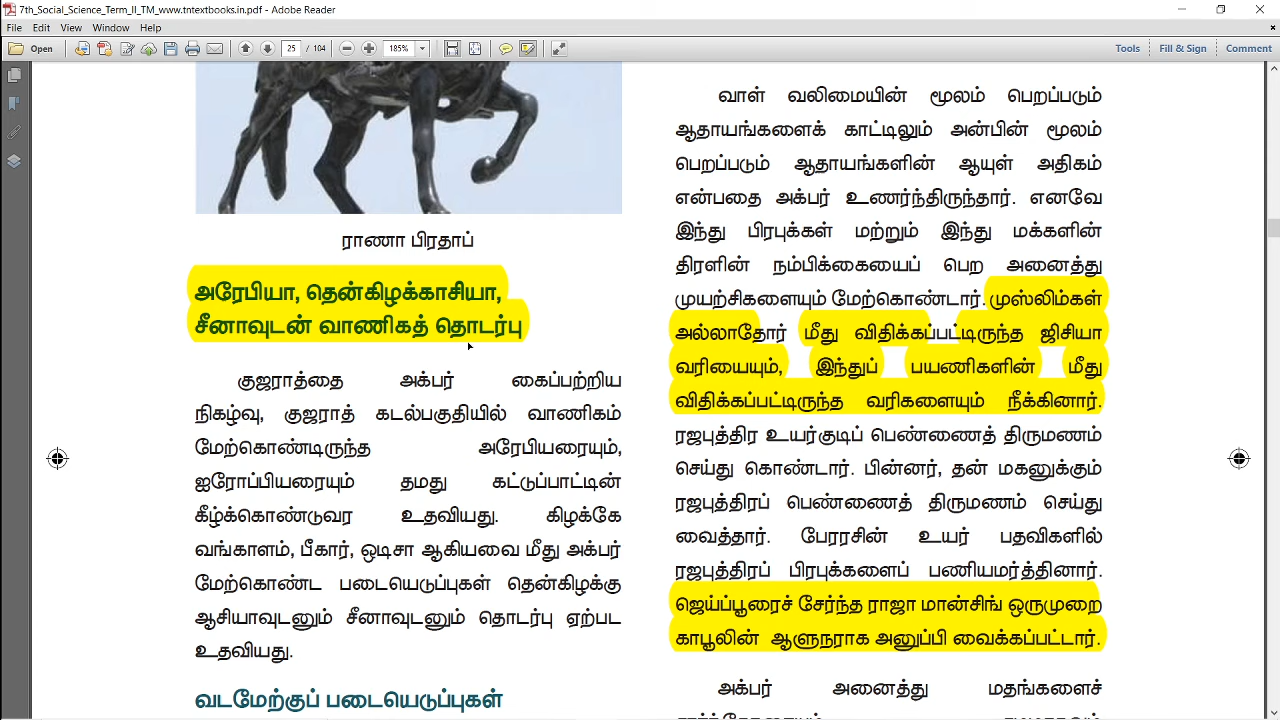 7th_Social_Science_Term_II_TM_www.tntextbooks.in.pdf - Adobe Reader
File Edit View Window Help
Open 25 / 104 185% Tools Fill & Sign Comment
ராணா பிரதாப்
அரேபியா, தென்கிழக்காசியா,
சீனாவுடன் வாணிகத் தொடர்பு
குஜராத்தை அக்பர் கைப்பற்றிய
நிகழ்வு, குஜராத் கடல்பகுதியில் வாணிகம்
மேற்கொண்டிருந்த அரேபியரையும்,
ஐரோப்பியரையும் தமது கட்டுப்பாட்டின்
கீழ்க்கொண்டுவர உதவியது. கிழக்கே
வங்காளம், பீகார், ஒடிசா ஆகியவை மீது அக்பர்
மேற்கொண்ட படையெடுப்புகள் தென்கிழக்கு
ஆசியாவுடனும் சீனாவுடனும் தொடர்பு ஏற்பட
உதவியது.
வடமேற்குப் படையெடுப்புகள்
வாள் வலிமையின் மூலம் பெறப்படும்
ஆதாயங்களைக் காட்டிலும் அன்பின் மூலம்
பெறப்படும் ஆதாயங்களின் ஆயுள் அதிகம்
என்பதை அக்பர் உணர்ந்திருந்தார். எனவே
இந்து பிரபுக்கள் மற்றும் இந்து மக்களின்
திரளின் நம்பிக்கையைப் பெற அனைத்து
முயற்சிகளையும் மேற்கொண்டார். முஸ்லிம்கள்
அல்லாதோர் மீது விதிக்கப்பட்டிருந்த ஜிசியா
வரியையும், இந்துப் பயணிகளின் மீது
விதிக்கப்பட்டிருந்த வரிகளையும் நீக்கினார்.
ரஜபுத்திர உயர்குடிப் பெண்ணைத் திருமணம்
செய்து கொண்டார். பின்னர், தன் மகனுக்கும்
ரஜபுத்திரப் பெண்ணைத் திருமணம் செய்து
வைத்தார். பேரரசின் உயர் பதவிகளில்
ரஜபுத்திரப் பிரபுக்களைப் பணியமர்த்தினார்.
ஜெய்ப்பூரைச் சேர்ந்த ராஜா மான்சிங் ஒருமுறை
காபூலின் ஆளுநராக அனுப்பி வைக்கப்பட்டார்.
அக்பர் அனைத்து மதங்களைச்